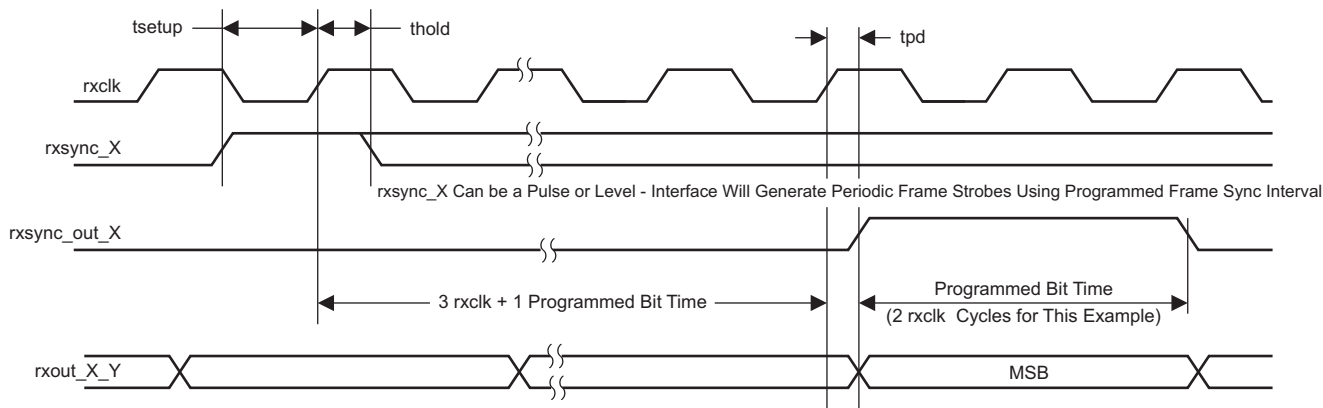 tsetup
thold
tpd
rxclk
rxsync_X
rxsync_X Can be a Pulse or Level - Interface Will Generate Periodic Frame Strobes Using Programmed Frame Sync Interval
rxsync_out_X
3 rxclk + 1 Programmed Bit Time
Programmed Bit Time
(2 rxclk Cycles for This Example)
rxout_X_Y
MSB